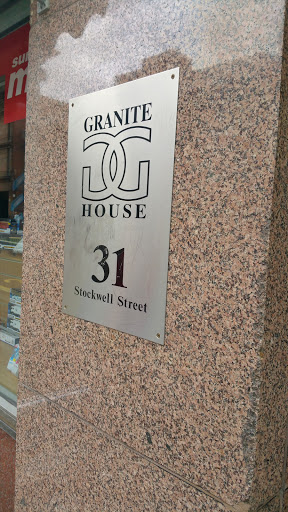 GRANITE
HOUSE
31
Stockwell Street